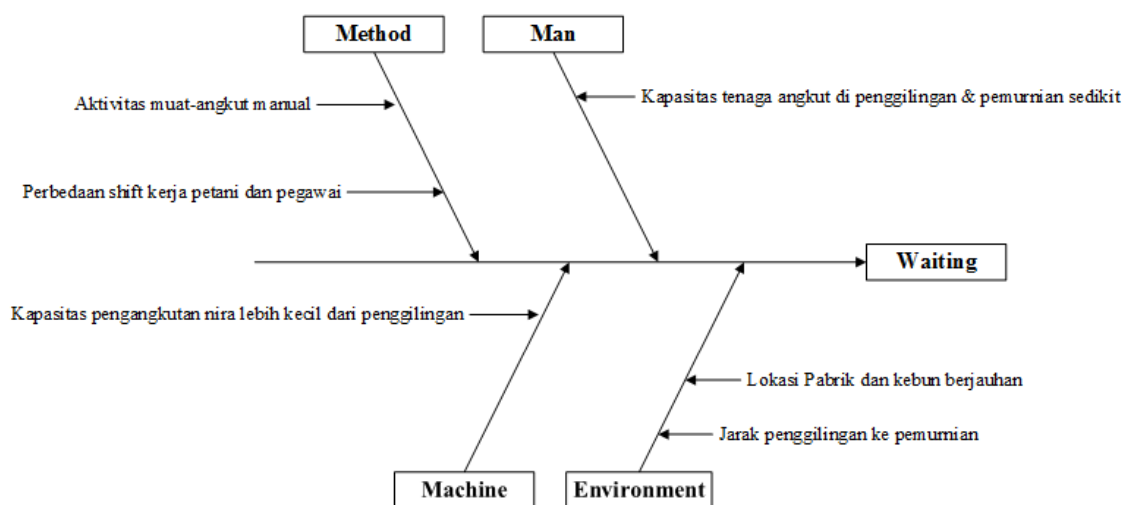 Method
Man
Aktivitas muat-angkut manual
Kapasitas tenaga angkut di penggilingan & pemurnian sedikit
Perbedaan shift kerja petani dan pegawai
Waiting
Kapasitas pengangkutan nira lebih kecil dari penggilingan
Lokasi Pabrik dan kebun berjauhan
Jarak penggilingan ke pemurnian
Machine
Environment